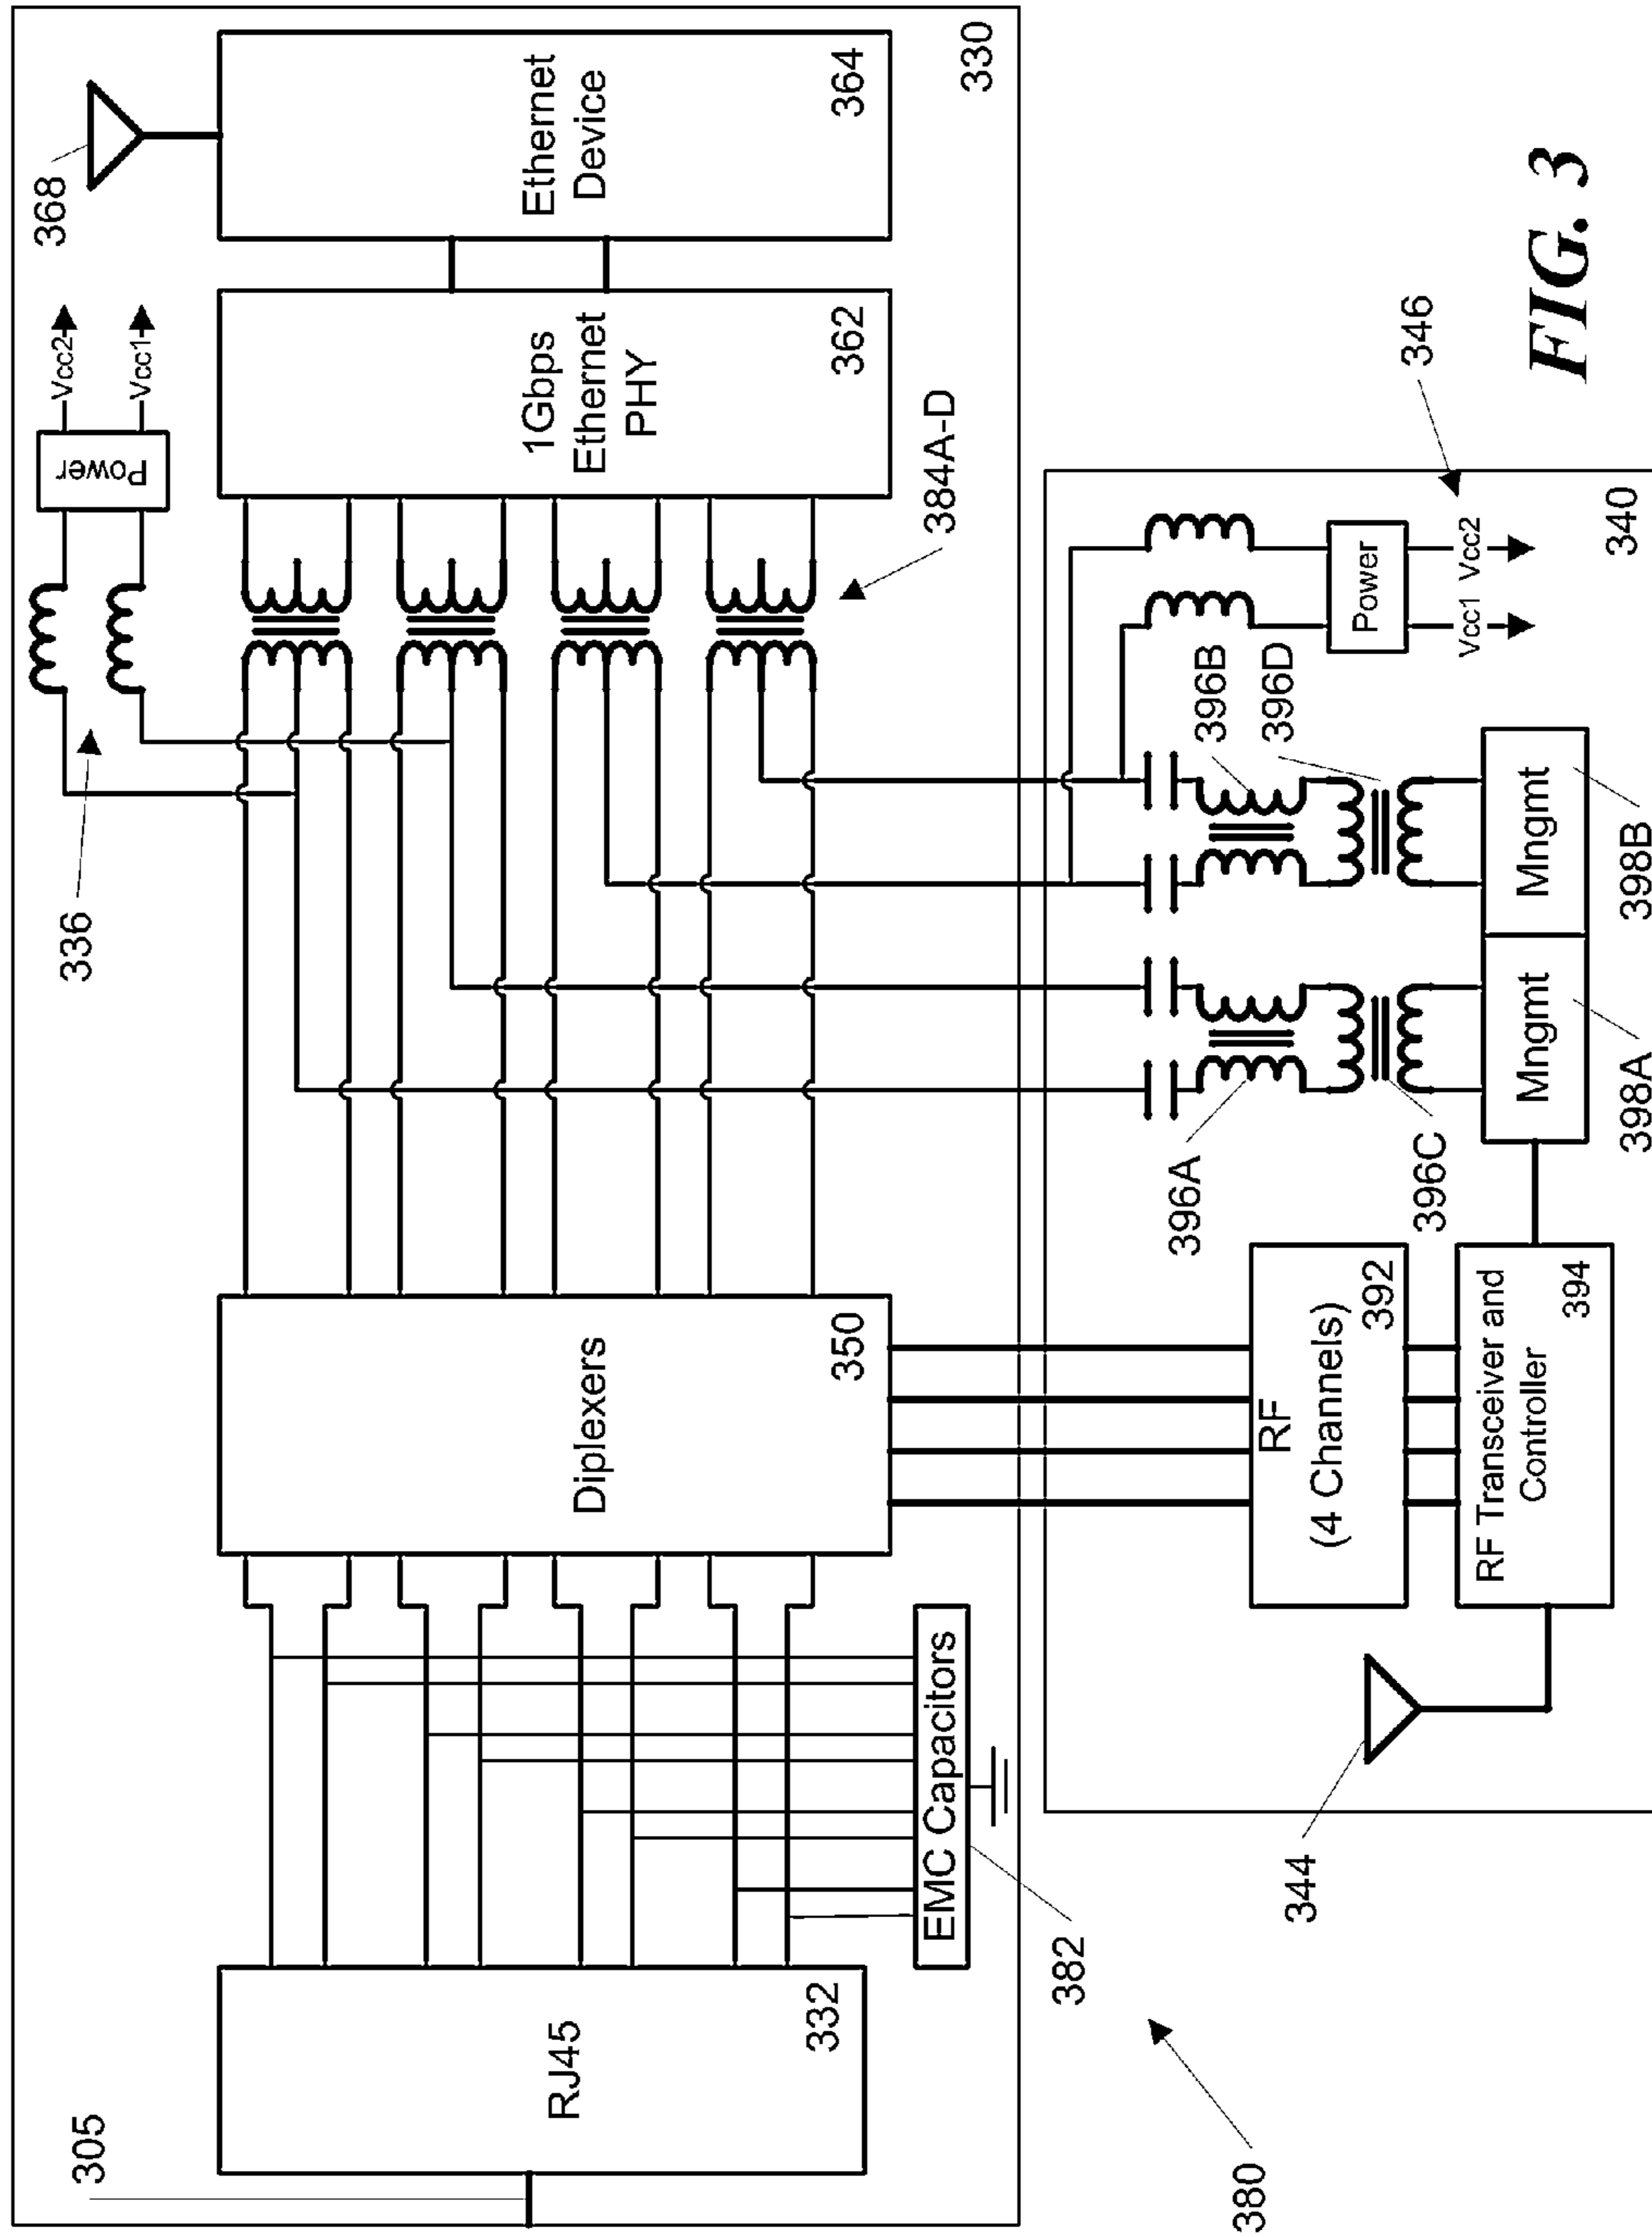 305
RJ45
332
EMC Capacitors
382
380
Diplexers
350
336
Power
Vcc2
Vcc1
368
384A-D
1Gbps
Ethernet
PHY
362
Ethernet
Device
364
330
344
RF
(4 Channels)
392
RF Transceiver and
Controller
394
396A
396C
396B
396D
Mngmt
Mngmt
398A
398B
Power
Vcc1
Vcc2
346
340
FIG. 3